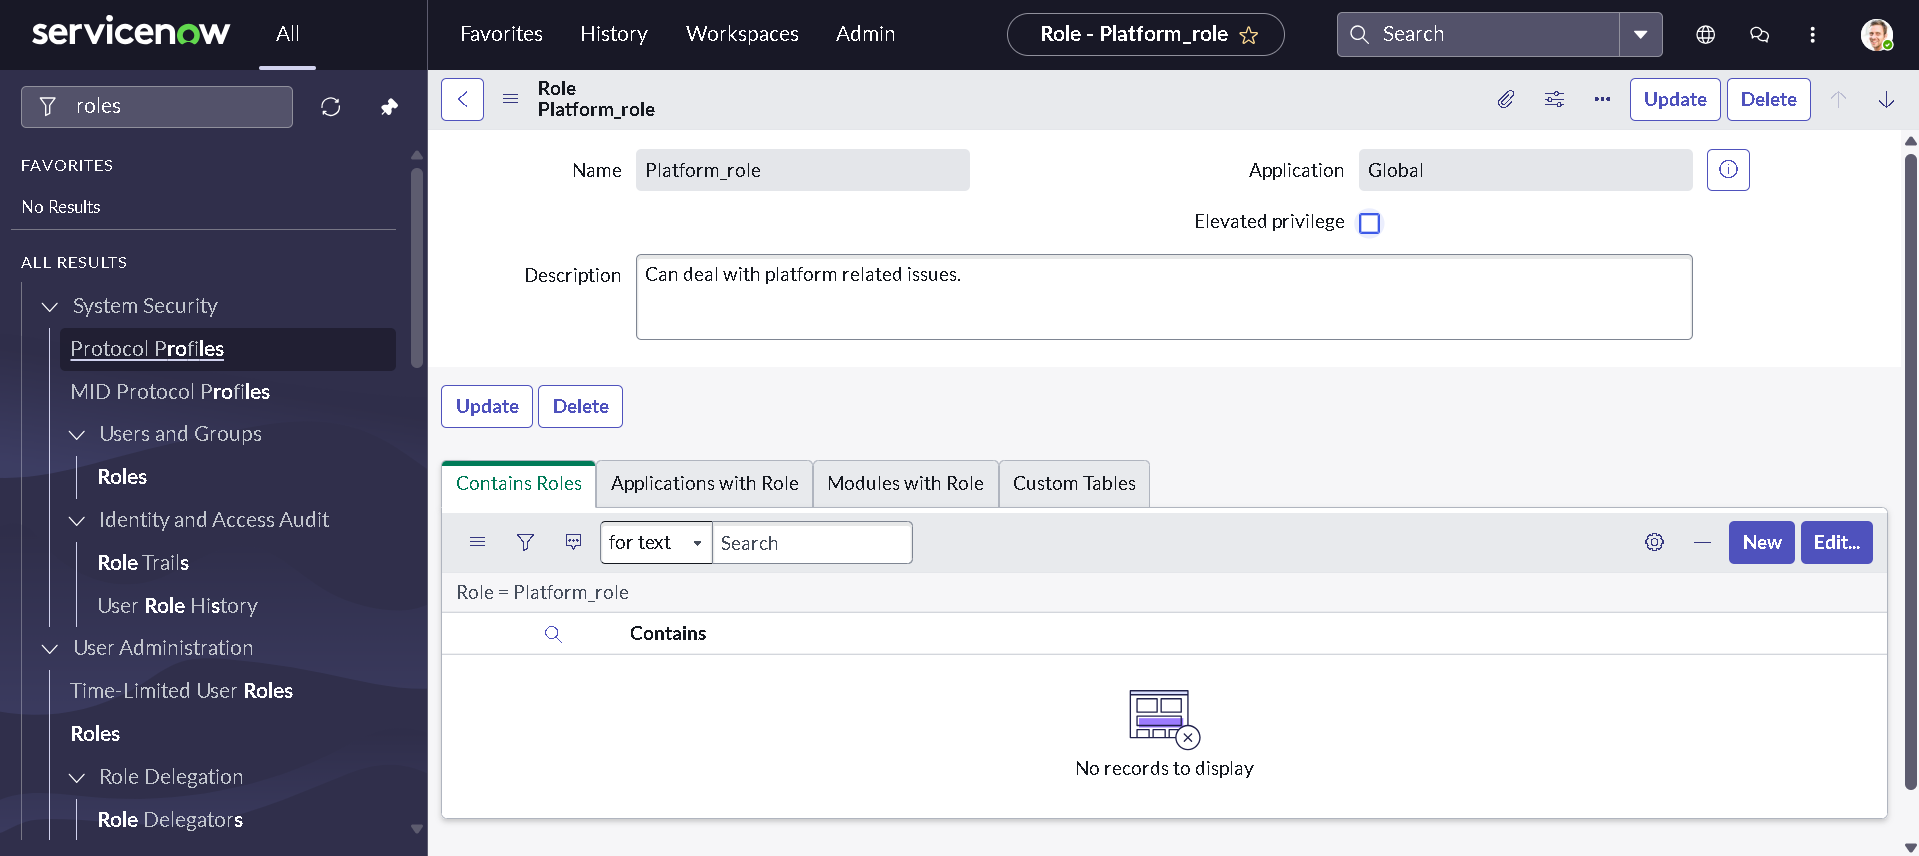 servicenow
All
Favorites
History
Workspaces
Admin
Role - Platform_role
Search
roles
FAVORITES
No Results
ALL RESULTS
System Security
Protocol Profiles
MID Protocol Profiles
Users and Groups
Roles
Identity and Access Audit
Role Trails
User Role History
User Administration
Time-Limited User Roles
Roles
Role Delegation
Role Delegators
Role
Platform_role
Update
Delete
Name
Platform_role
Application
Global
Elevated privilege
Description
Can deal with platform related issues.
Update
Delete
Contains Roles
Applications with Role
Modules with Role
Custom Tables
for text
Search
New
Edit...
Role = Platform_role
Contains
No records to display